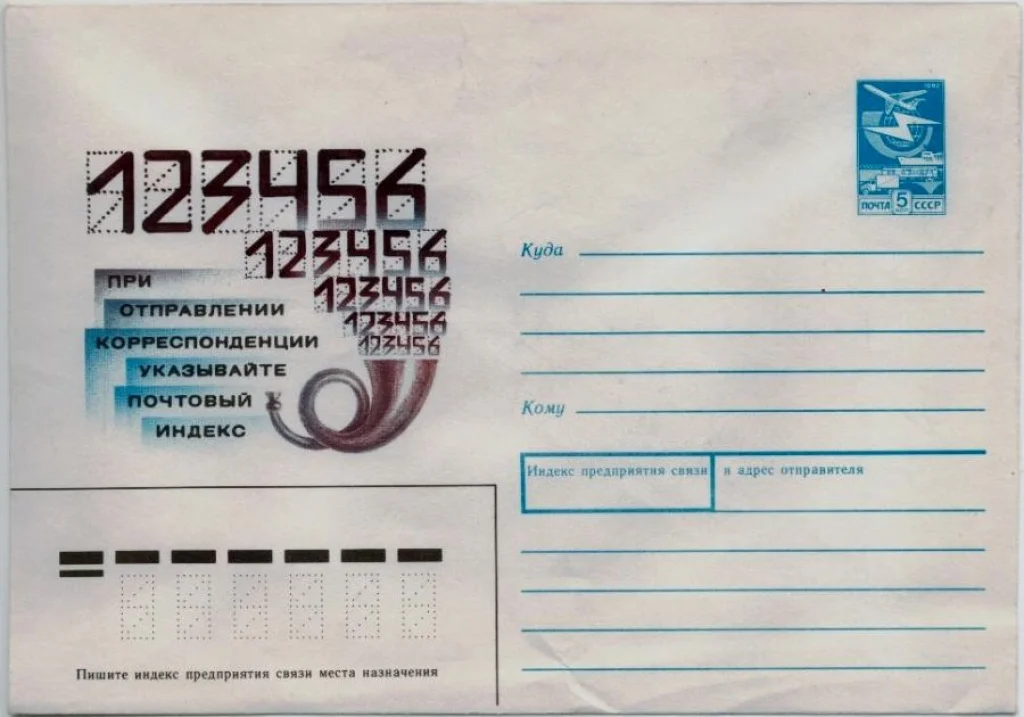 123456
123456
123456
123456
123456
ПРИ
ОТПРАВЛЕНИИ
КОРРЕСПОНДЕНЦИИ
УКАЗЫВАЙТЕ
ПОЧТОВЫЙ
ИНДЕКС
ПОЧТА 5 СССР
Куда
Кому
Индекс предприятия связи и адрес отправителя
Пишите индекс предприятия связи места назначения